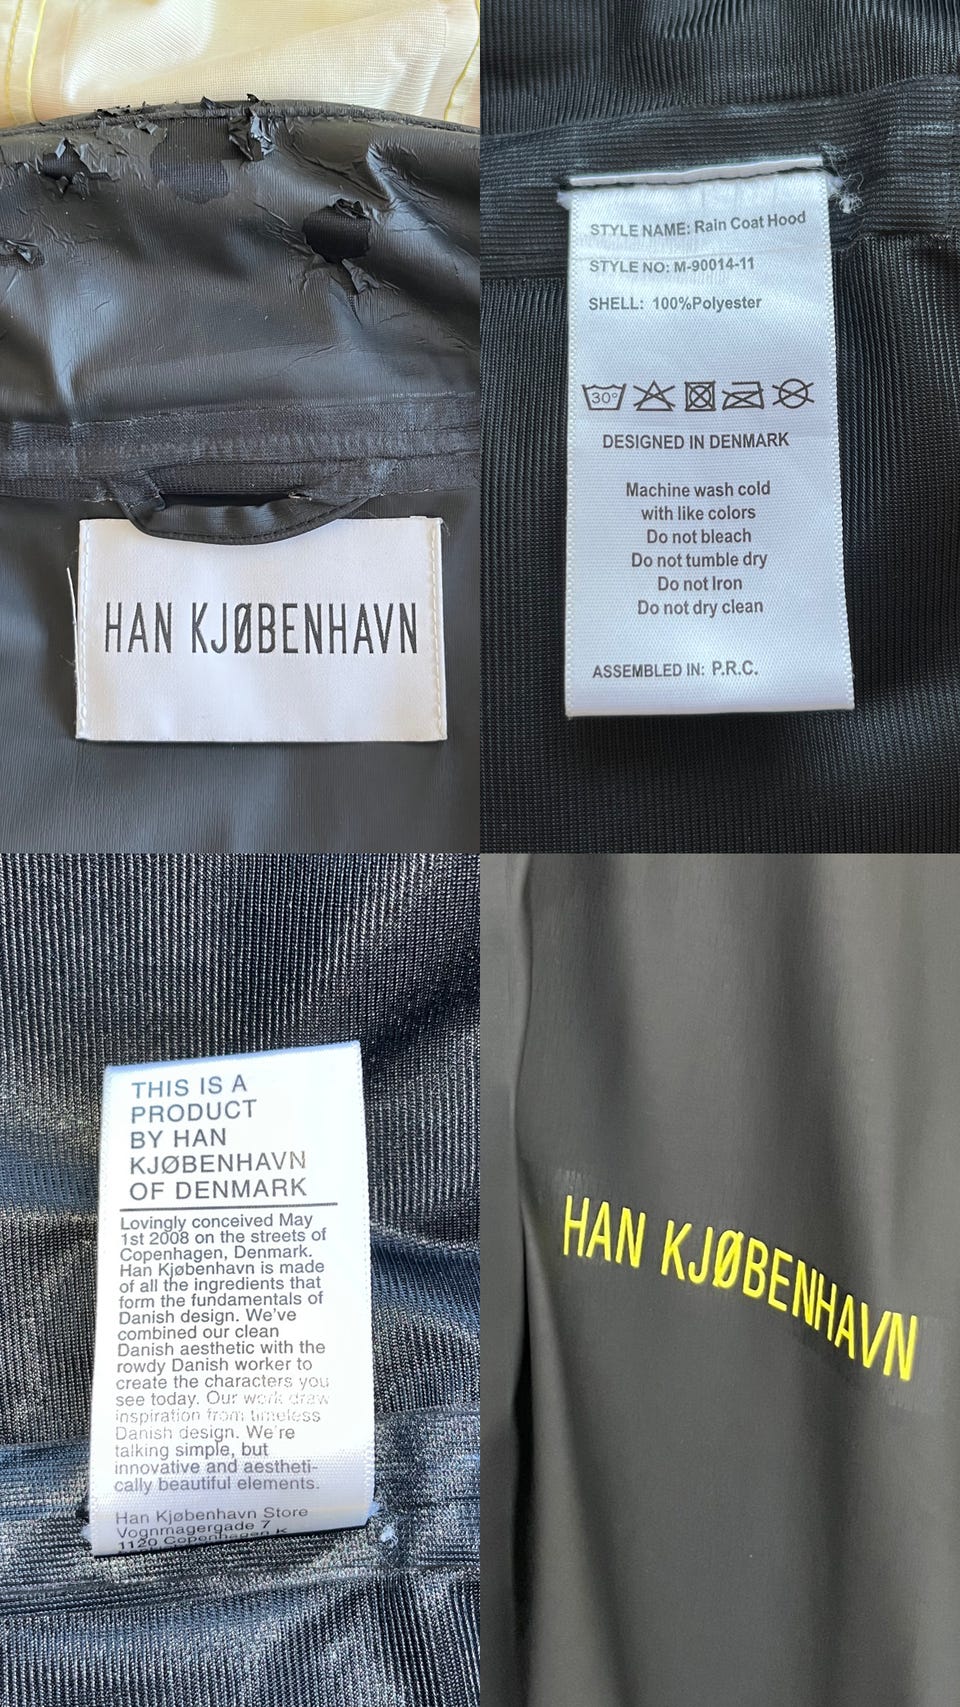 HAN KJØBENHAVN
STYLE NAME: Rain Coat Hood
STYLE NO: M-90014-11
SHELL: 100%Polyester
30°
DESIGNED IN DENMARK
Machine wash cold
with like colors
Do not bleach
Do not tumble dry
Do not Iron
Do not dry clean
ASSEMBLED IN: P.R.C.
THIS IS A
PRODUCT
BY HAN
KJØBENHAVN
OF DENMARK
Lovingly conceived May
1st 2008 on the streets of
Copenhagen, Denmark.
Han Kjøbenhavn is made
of all the ingredients that
form the fundamentals of
Danish design. We've
combined our clean
Danish aesthetic with the
rowdy Danish worker to
create the characters you
see today. Our work draw
inspiration from timeless
Danish design. We're
talking simple, but
innovative and aestheti-
cally beautiful elements.
Han Kjøbenhavn Store
Vognmagergade 7
1120 Copenhagen K
HAN KJØBENHAVN